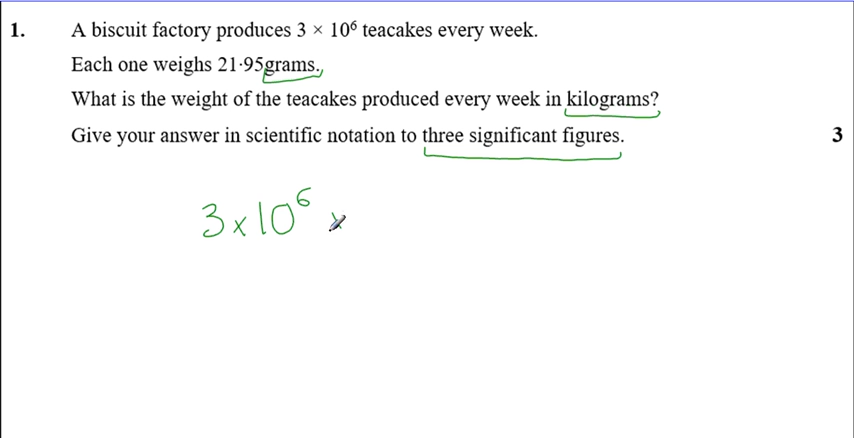 1. A biscuit factory produces 3 × 10⁶ teacakes every week.
Each one weighs 21·95grams.
What is the weight of the teacakes produced every week in kilograms?
Give your answer in scientific notation to three significant figures. 3
3 × 10⁶ ×